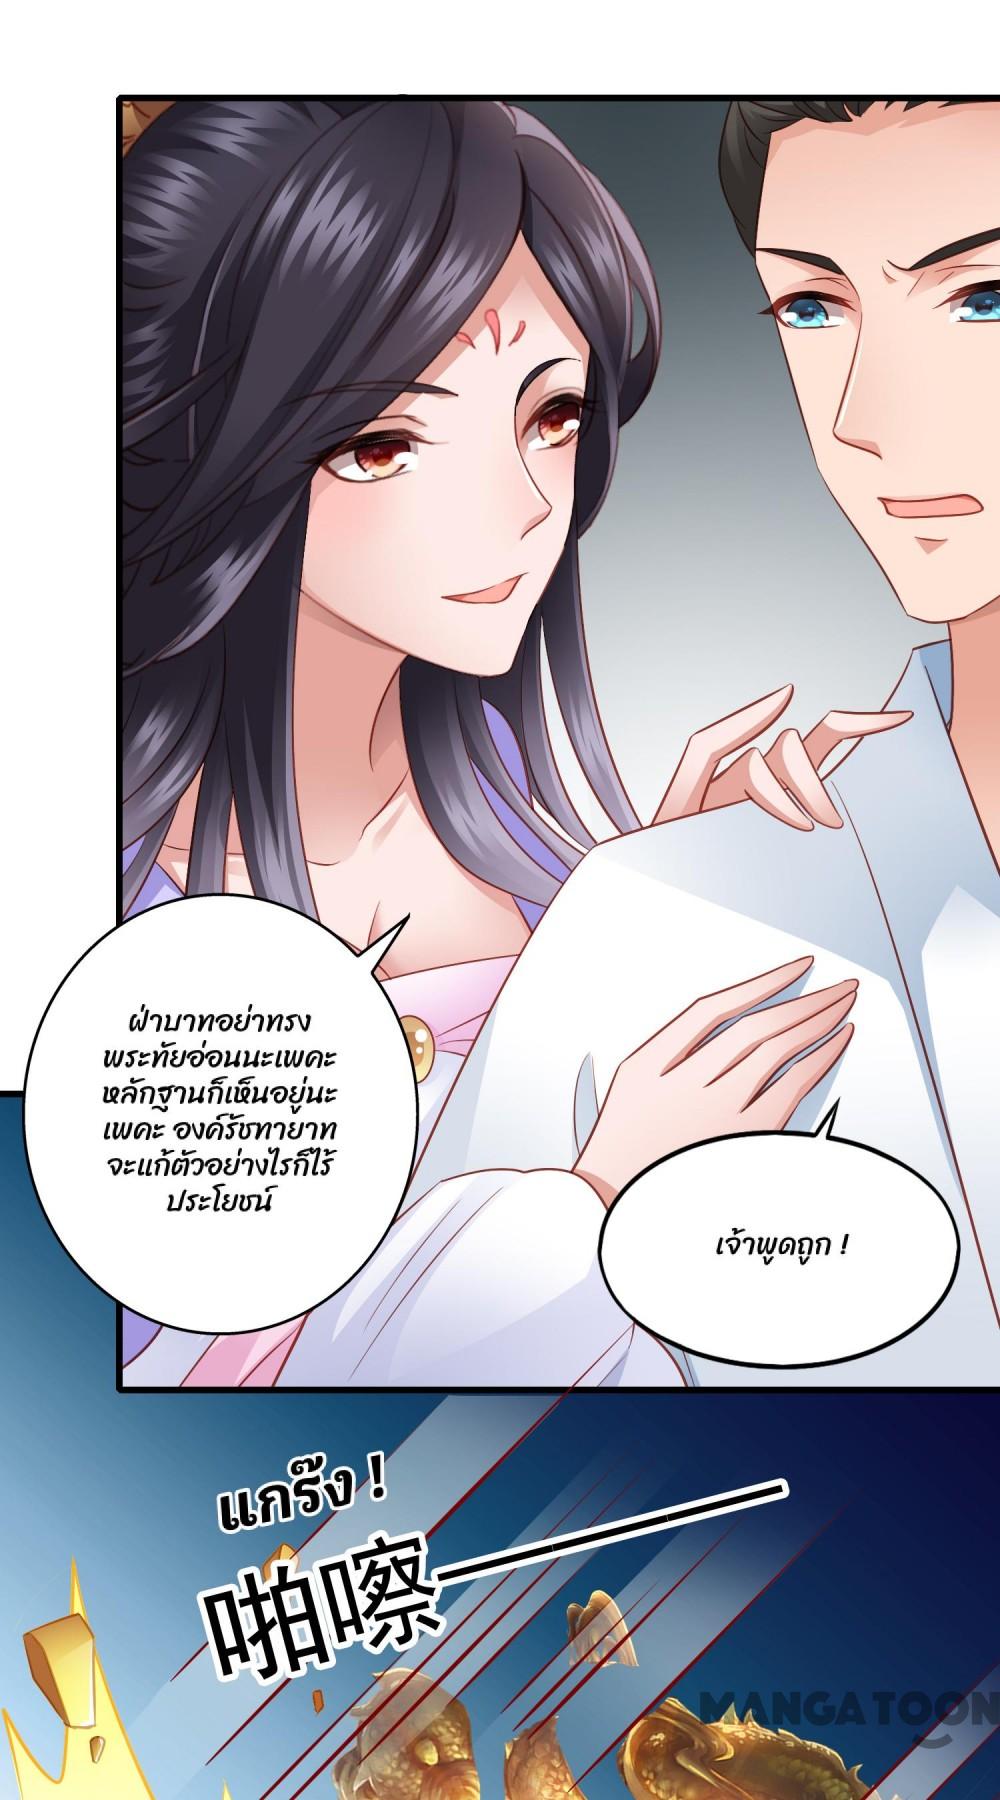 ฝ่าบาทอย่าทรง
พระทัยอ่อนนะเพคะ
หลักฐานก็เห็นอยู่นะ
เพคะ องค์รัชทายาท
จะแก้ตัวอย่างไรก็ไร้
ประโยชน์
เจ้าพูดถูก !
แกร๊ง !
啪嚓——
MANGATOON